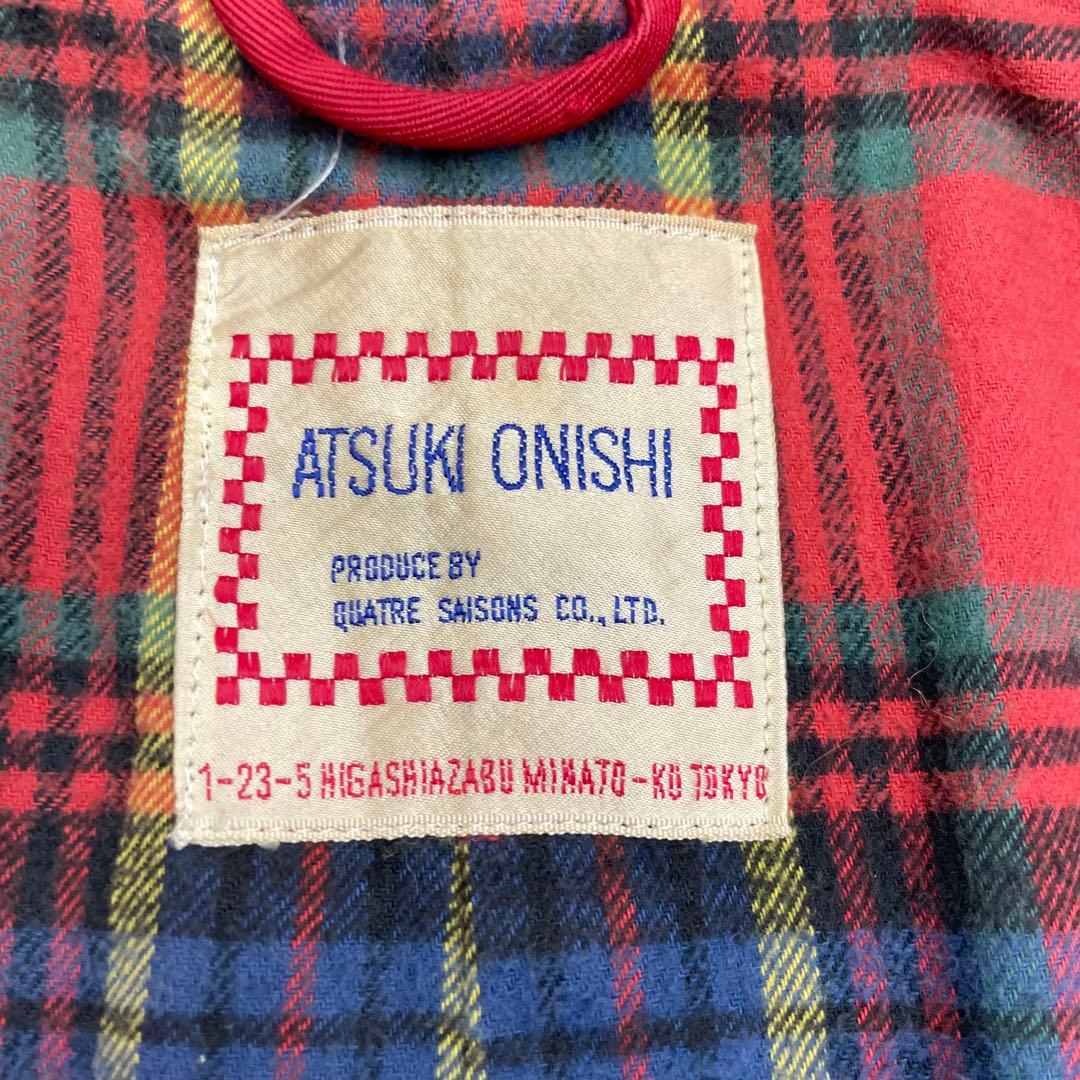 ATSUKI ONISHI
PRODUCE BY
QUATRE SAISONS CO., LTD.
1-23-5 HIGASHIAZABU MINATO-KU TOKYO